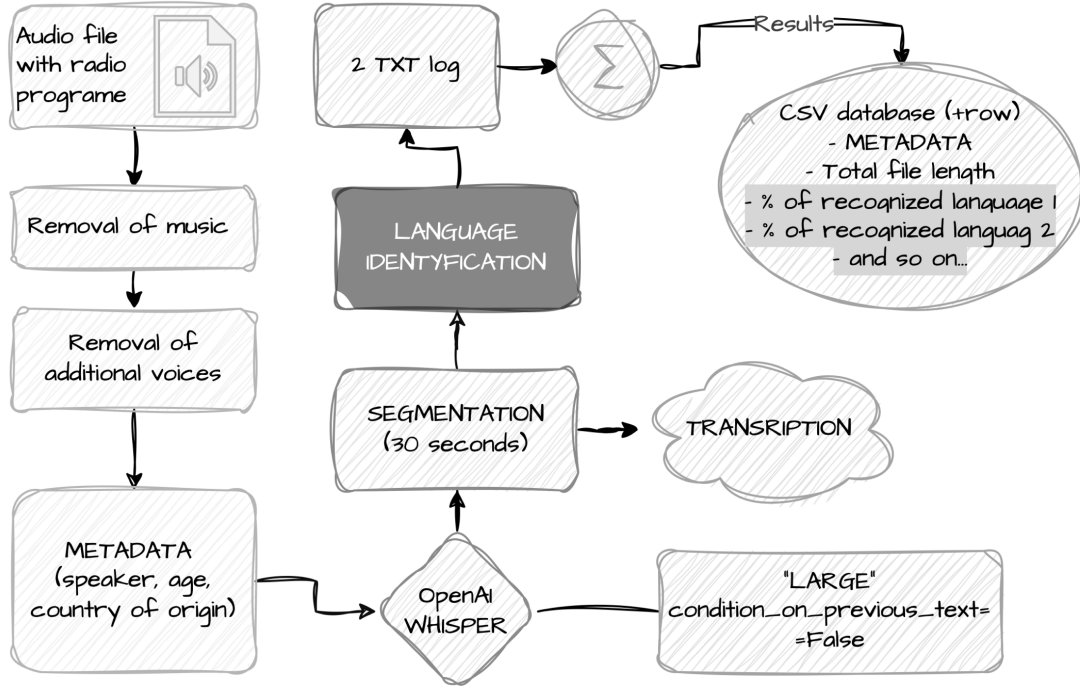 Audio file
with radio
programe
Removal of music
Removal of
additional voices
METADATA
(speaker, age,
country of origin)
OpenAI
WHISPER
"LARGE"
condition_on_previous_text=
=False
SEGMENTATION
(30 seconds)
TRANSRIPTION
LANGUAGE
IDENTYFICATION
2 TXT log
Σ
Results
CSV database (+row)
- METADATA
- Total file length
- % of recognized language 1
- % of recognized languag 2
- and so on...